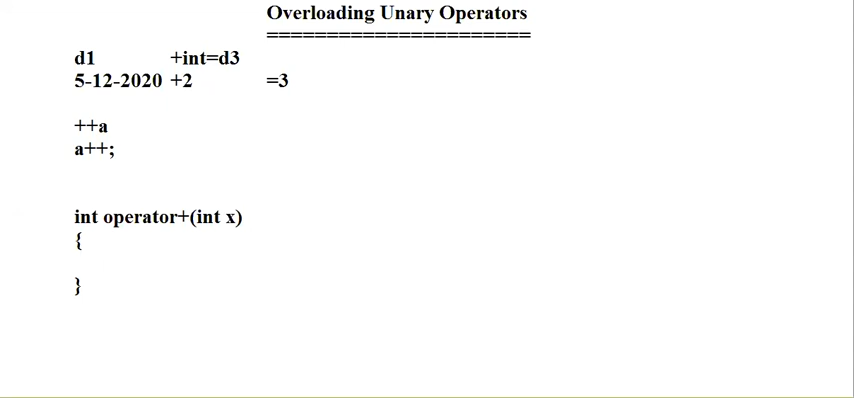 Overloading Unary Operators
======================
d1 +int=d3
5-12-2020 +2 =3
++a
a++;
int operator+(int x)
{
}